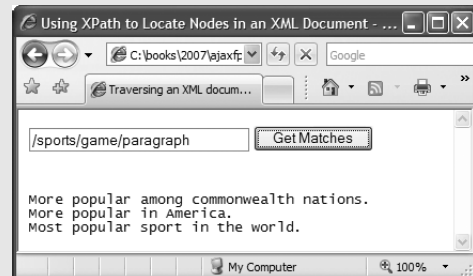 Using XPath to Locate Nodes in an XML Document - ...
C:\books\2007\ajaxfp
Google
Traversing an XML docum...
/sports/game/paragraph
Get Matches
More popular among commonwealth nations.
More popular in America.
Most popular sport in the world.
My Computer
100%